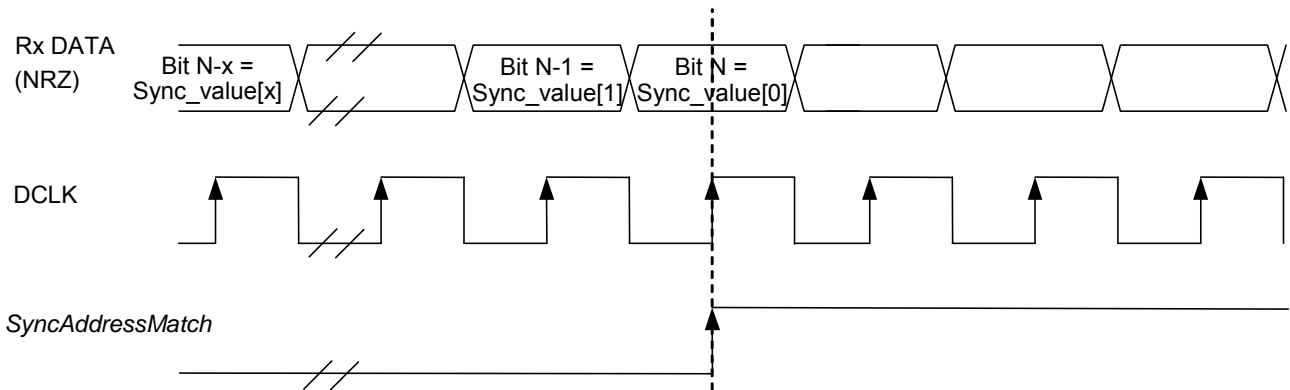 Rx DATA
(NRZ)
Bit N-x =
Sync_value[x]
Bit N-1 =
Sync_value[1]
Bit N =
Sync_value[0]
DCLK
SyncAddressMatch